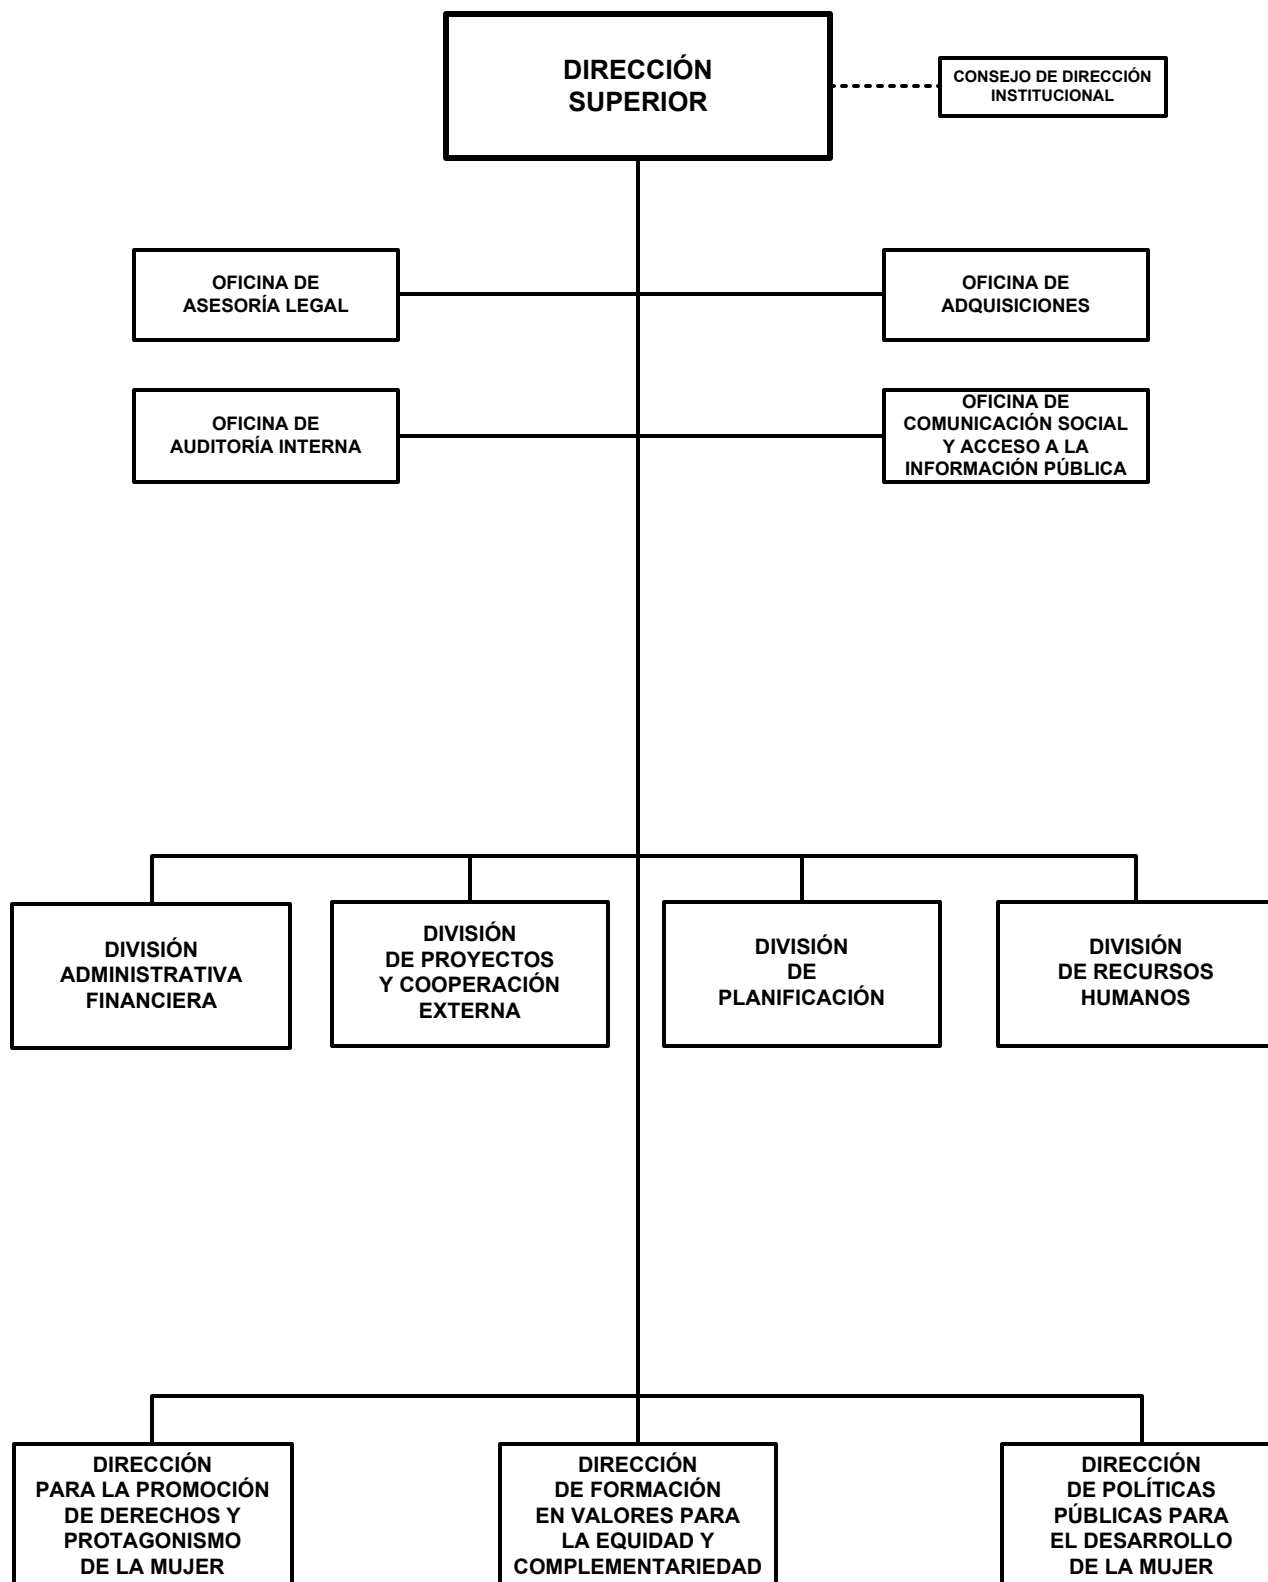 DIRECCIÓN
SUPERIOR
CONSEJO DE DIRECCIÓN
INSTITUCIONAL
OFICINA DE
ASESORÍA LEGAL
OFICINA DE
ADQUISICIONES
OFICINA DE
AUDITORÍA INTERNA
OFICINA DE
COMUNICACIÓN SOCIAL
Y ACCESO A LA
INFORMACIÓN PÚBLICA
DIVISIÓN
ADMINISTRATIVA
FINANCIERA
DIVISIÓN
DE PROYECTOS
Y COOPERACIÓN
EXTERNA
DIVISIÓN
DE
PLANIFICACIÓN
DIVISIÓN
DE RECURSOS
HUMANOS
DIRECCIÓN
PARA LA PROMOCIÓN
DE DERECHOS Y
PROTAGONISMO
DE LA MUJER
DIRECCIÓN
DE FORMACIÓN
EN VALORES PARA
LA EQUIDAD Y
COMPLEMENTARIEDAD
DIRECCIÓN
DE POLÍTICAS
PÚBLICAS PARA
EL DESARROLLO
DE LA MUJER